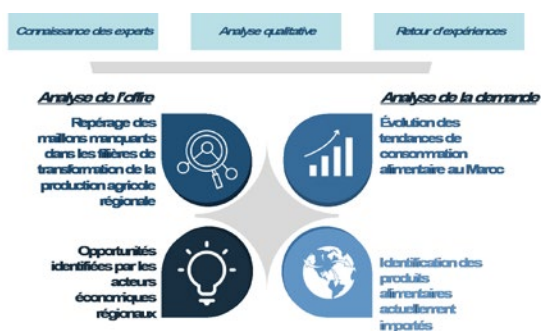 Connaissance des experts
Analyse qualitative
Retour d'expériences
Analyse de l'offre
Repérage des
maillons manquants
dans les filières de
transformation de la
production agricole
régionale
Opportunités
identifiées par les
acteurs
économiques
régionaux
Analyse de la demande
Évolution des
tendances de
consommation
alimentaire au Maroc
Identification des
produits
alimentaires
actuellement
importés